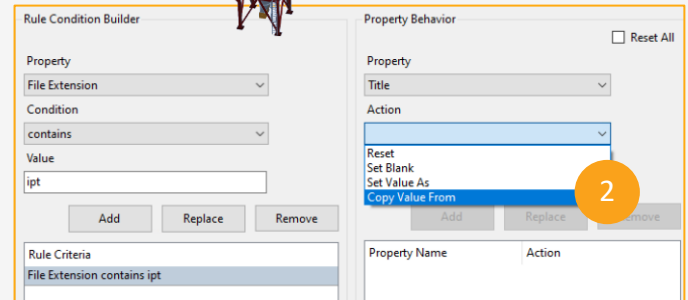 Rule Condition Builder
Property
File Extension
Condition
contains
Value
ipt
Add Replace Remove
Rule Criteria
File Extension contains ipt
Property Behavior
Reset All
Property
Title
Action
Reset
Set Blank
Set Value As
Copy Value From
2
Add Replace
Property Name Action